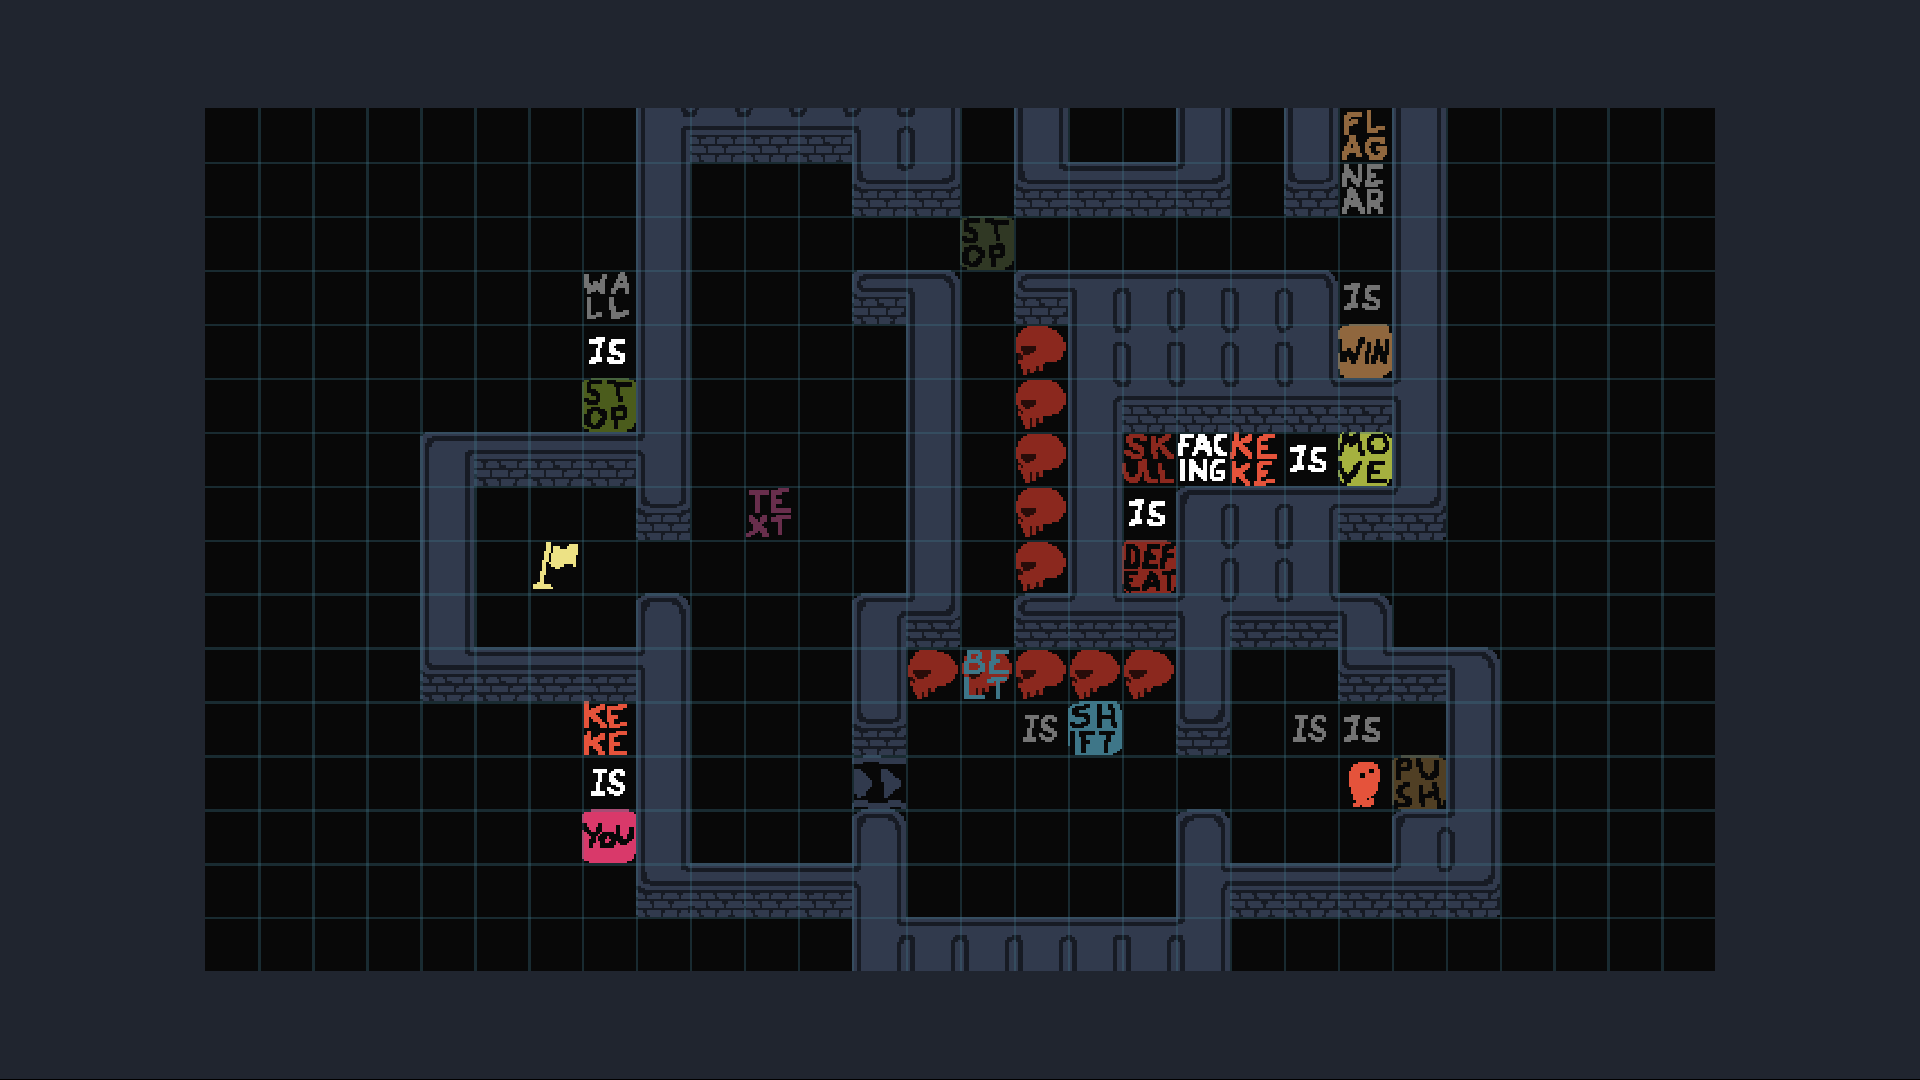 FLAG
NEAR
STOP
WALL
IS
IS
WIN
STOP
SKULL FACING KEKE IS MOVE
TEXT
IS
DEFEAT
BELT
KEKE
IS SHIFT
IS IS
IS
PUSH
YOU